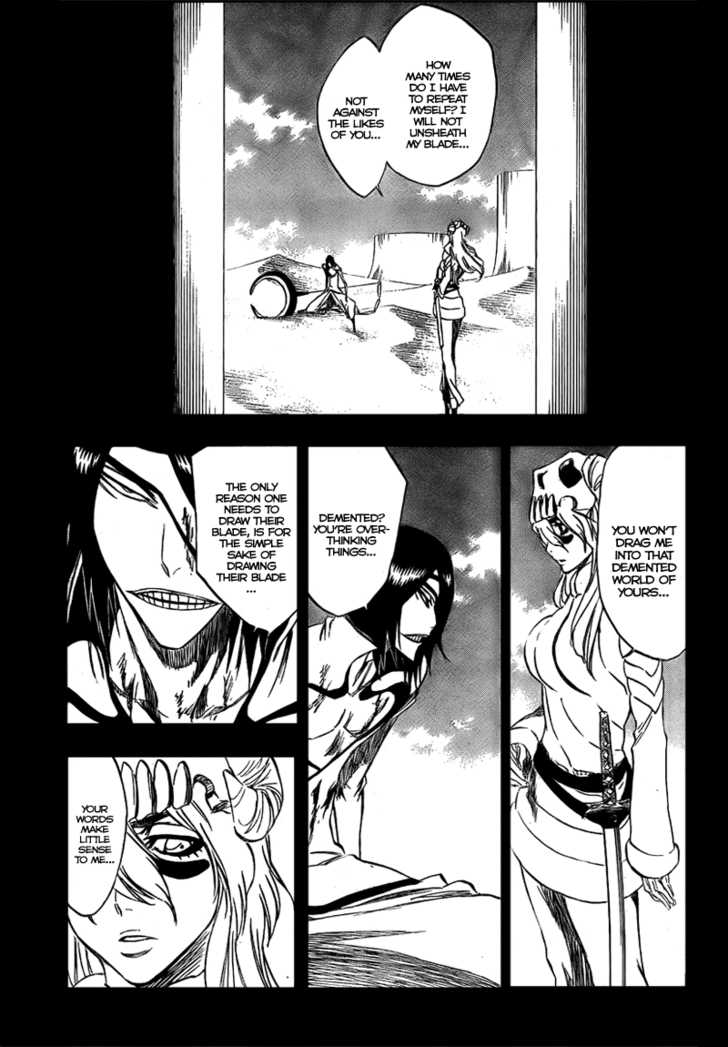 HOW
MANY TIMES
DO I HAVE
TO REPEAT
MYSELF? I
WILL NOT
UNSHEATH
MY BLADE...
NOT
AGAINST
THE LIKES
OF YOU...
YOU WON'T
DRAG ME
INTO THAT
DEMENTED
WORLD OF
YOURS...
DEMENTED?
YOU'RE OVER-
THINKING
THINGS...
THE ONLY
REASON ONE
NEEDS TO
DRAW THEIR
BLADE, IS FOR
THE SIMPLE
SAKE OF
DRAWING
THEIR BLADE
...
YOUR
WORDS
MAKE
LITTLE
SENSE
TO ME...